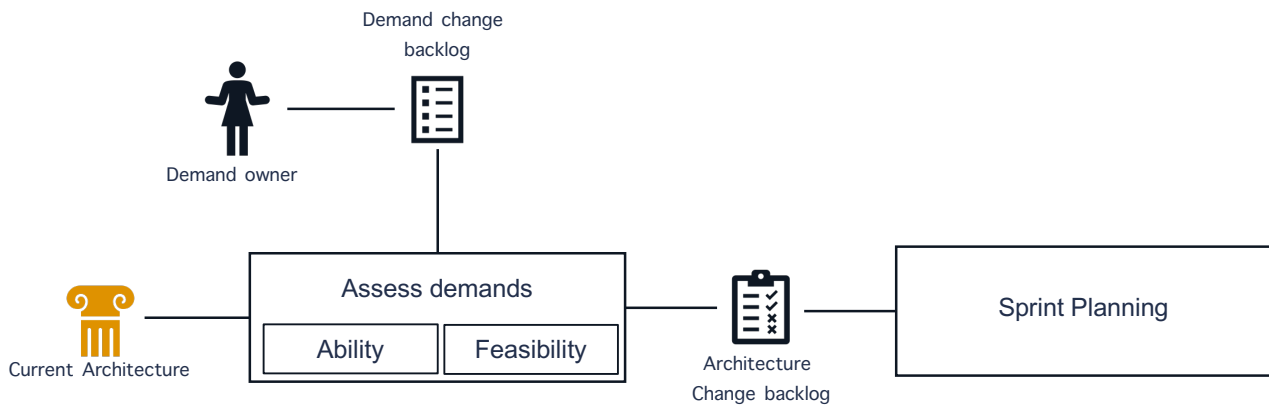 Demand change
backlog
Demand owner
Assess demands
Ability
Feasibility
Current Architecture
Architecture
Change backlog
Sprint Planning